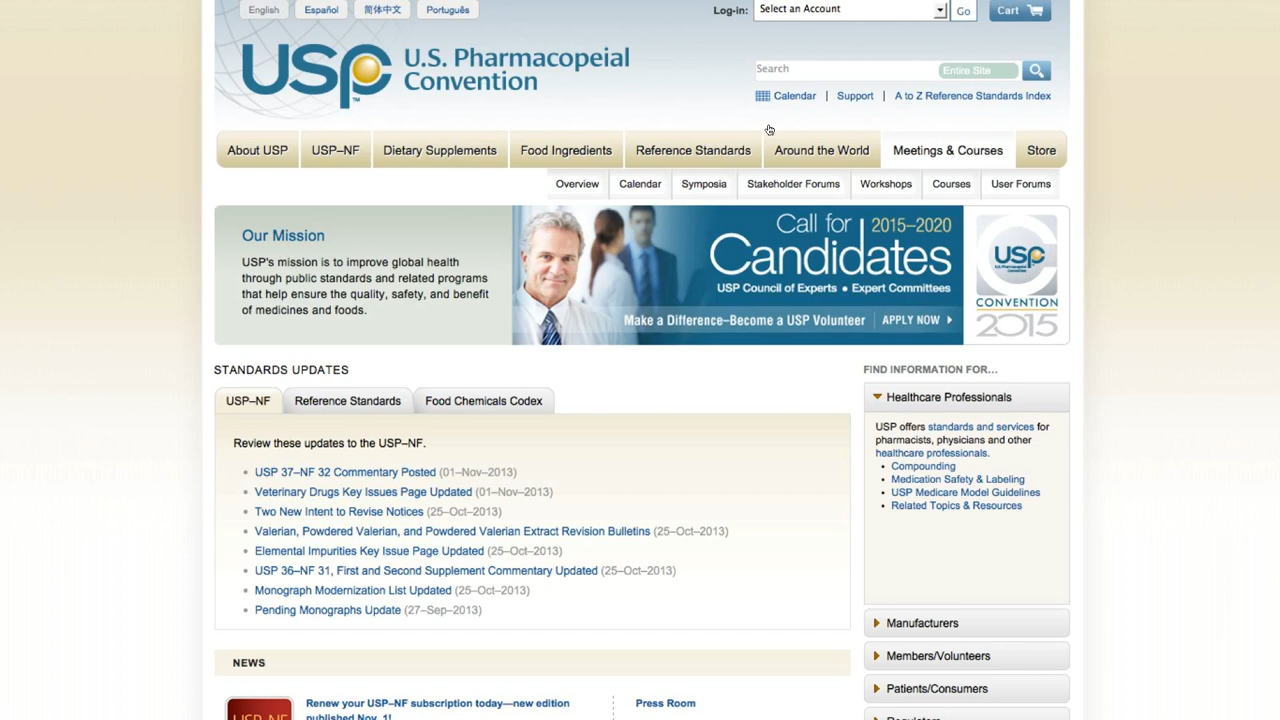 English Español 简体中文 Português
Log-in: Select an Account Go Cart
USP U.S. Pharmacopeial
Convention
TM
Search Entire Site
Calendar | Support | A to Z Reference Standards Index
About USP USP–NF Dietary Supplements Food Ingredients Reference Standards Around the World Meetings & Courses Store
Overview Calendar Symposia Stakeholder Forums Workshops Courses User Forums
Our Mission
USP's mission is to improve global health
through public standards and related programs
that help ensure the quality, safety, and benefit
of medicines and foods.
Call for 2015–2020
Candidates
USP Council of Experts • Expert Committees
Make a Difference–Become a USP Volunteer | APPLY NOW
USP
U.S. Pharmacopeial
Convention
CONVENTION
2015
STANDARDS UPDATES
USP–NF Reference Standards Food Chemicals Codex
Review these updates to the USP–NF.
• USP 37–NF 32 Commentary Posted (01–Nov–2013)
• Veterinary Drugs Key Issues Page Updated (01–Nov–2013)
• Two New Intent to Revise Notices (25–Oct–2013)
• Valerian, Powdered Valerian, and Powdered Valerian Extract Revision Bulletins (25–Oct–2013)
• Elemental Impurities Key Issue Page Updated (25–Oct–2013)
• USP 36–NF 31, First and Second Supplement Commentary Updated (25–Oct–2013)
• Monograph Modernization List Updated (25–Oct–2013)
• Pending Monographs Update (27–Sep–2013)
NEWS
USP–NF
Renew your USP–NF subscription today—new edition
published Nov. 1!
Press Room
FIND INFORMATION FOR...
Healthcare Professionals
USP offers standards and services for
pharmacists, physicians and other
healthcare professionals.
• Compounding
• Medication Safety & Labeling
• USP Medicare Model Guidelines
• Related Topics & Resources
Manufacturers
Members/Volunteers
Patients/Consumers
Regulators